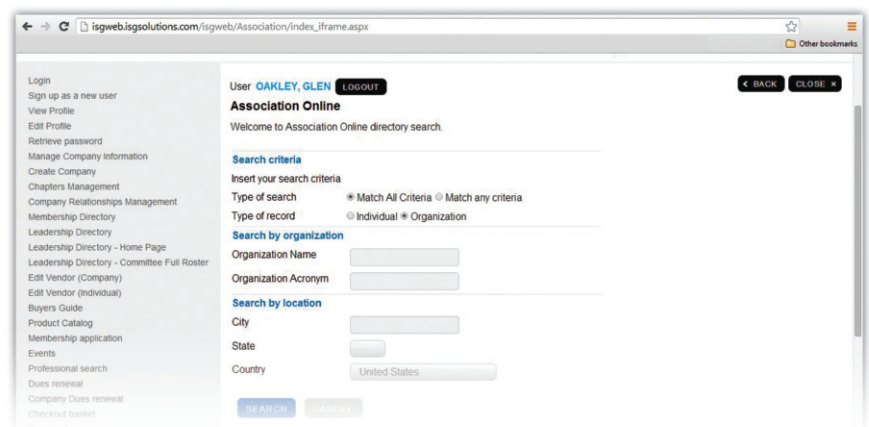 isgweb.isgsolutions.com/isgweb/Association/index_iframe.aspx
Other bookmarks
Login
Sign up as a new user
View Profile
Edit Profile
Retrieve password
Manage Company Information
Create Company
Chapters Management
Company Relationships Management
Membership Directory
Leadership Directory
Leadership Directory - Home Page
Leadership Directory - Committee Full Roster
Edit Vendor (Company)
Edit Vendor (Individual)
Buyers Guide
Product Catalog
Membership application
Events
Professional search
Dues renewal
Company Dues renewal
Checkout basket
User OAKLEY, GLEN LOGOUT
BACK CLOSE ×
Association Online
Welcome to Association Online directory search.
Search criteria
Insert your search criteria
Type of search Match All Criteria Match any criteria
Type of record Individual Organization
Search by organization
Organization Name
Organization Acronym
Search by location
City
State
Country United States
SEARCH CANCEL